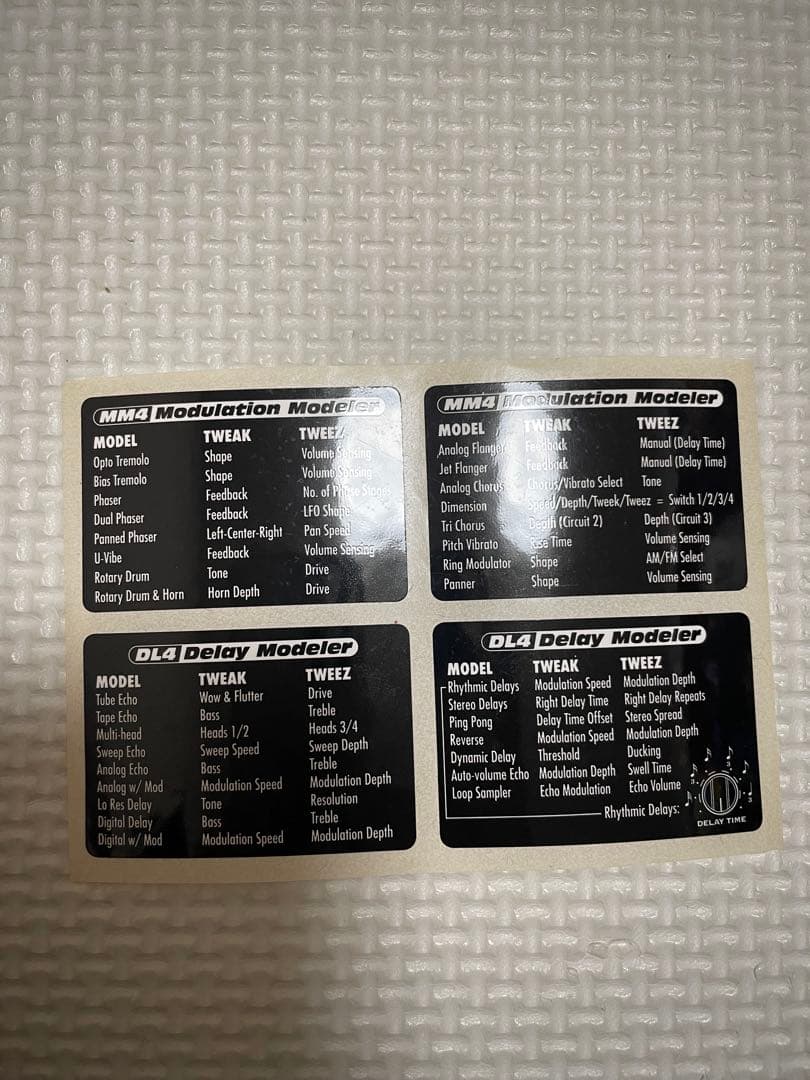 MM4 Modulation Modeler
MODEL TWEAK TWEEZ
Opto Tremolo Shape Volume Sensing
Bias Tremolo Shape Volume Sensing
Phaser Feedback No. of Phase Stages
Dual Phaser Feedback LFO Shape
Panned Phaser Left-Center-Right Pan Speed
U-Vibe Feedback Volume Sensing
Rotary Drum Tone Drive
Rotary Drum & Horn Horn Depth Drive
MM4 Modulation Modeler
MODEL TWEAK TWEEZ
Analog Flanger Feedback Manual (Delay Time)
Jet Flanger Feedback Manual (Delay Time)
Analog Chorus Chorus/Vibrato Select Tone
Dimension Speed/Depth/Tweek/Tweez = Switch 1/2/3/4
Tri Chorus Depth (Circuit 2) Depth (Circuit 3)
Pitch Vibrato Rise Time Volume Sensing
Ring Modulator Shape AM/FM Select
Panner Shape Volume Sensing
DL4 Delay Modeler
MODEL TWEAK TWEEZ
Tube Echo Wow & Flutter Drive
Tape Echo Bass Treble
Multi-head Heads 1/2 Heads 3/4
Sweep Echo Sweep Speed Sweep Depth
Analog Echo Bass Treble
Analog w/ Mod Modulation Speed Modulation Depth
Lo Res Delay Tone Resolution
Digital Delay Bass Treble
Digital w/ Mod Modulation Speed Modulation Depth
DL4 Delay Modeler
MODEL TWEAK TWEEZ
Rhythmic Delays Modulation Speed Modulation Depth
Stereo Delays Right Delay Time Right Delay Repeats
Ping Pong Delay Time Offset Stereo Spread
Reverse Modulation Speed Modulation Depth
Dynamic Delay Threshold Ducking
Auto-volume Echo Modulation Depth Swell Time
Loop Sampler Echo Modulation Echo Volume
Rhythmic Delays:
DELAY TIME